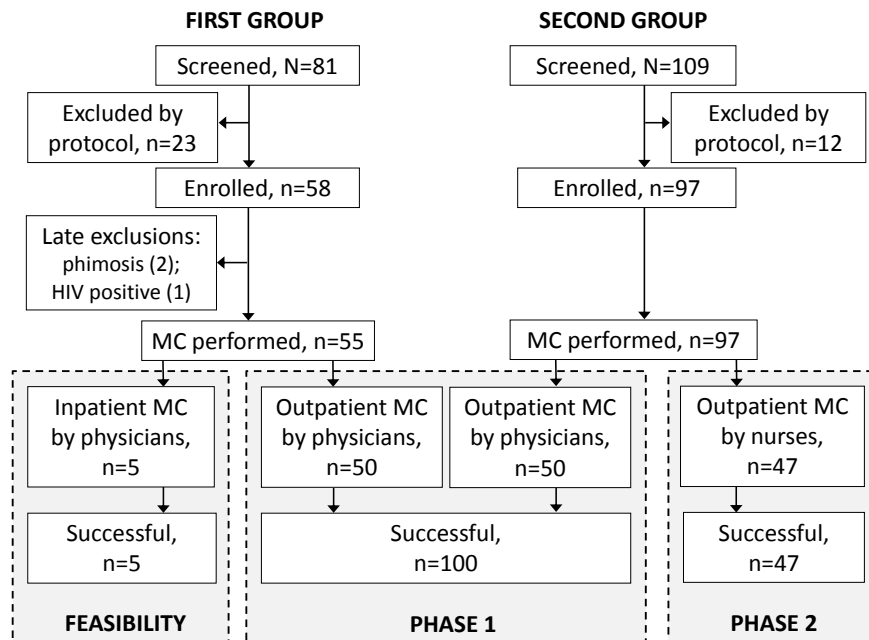 FIRST GROUP
Screened, N=81
Excluded by
protocol, n=23
Enrolled, n=58
Late exclusions:
phimosis (2);
HIV positive (1)
MC performed, n=55
SECOND GROUP
Screened, N=109
Excluded by
protocol, n=12
Enrolled, n=97
MC performed, n=97
Inpatient MC
by physicians,
n=5
Successful,
n=5
FEASIBILITY
Outpatient MC
by physicians,
n=50
Outpatient MC
by physicians,
n=50
Successful,
n=100
PHASE 1
Outpatient MC
by nurses,
n=47
Successful,
n=47
PHASE 2